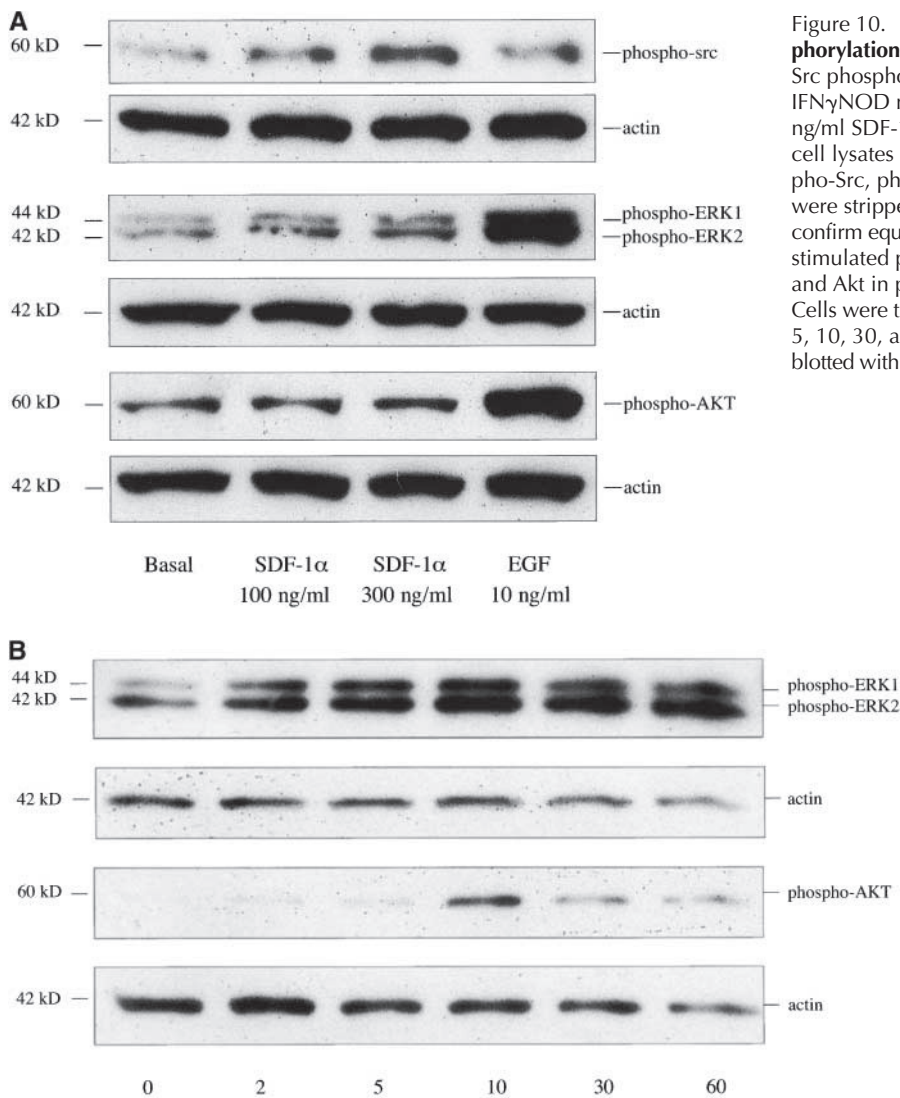 A
60 kD
phospho-src
42 kD
actin
44 kD
phospho-ERK1
42 kD
phospho-ERK2
42 kD
actin
60 kD
phospho-AKT
42 kD
actin
Basal
SDF-1α
SDF-1α
EGF
100 ng/ml
300 ng/ml
10 ng/ml
B
44 kD
phospho-ERK1
42 kD
phospho-ERK2
42 kD
actin
60 kD
phospho-AKT
42 kD
actin
0 2 5 10 30 60
Figure 10.
phorylation
Src phospho
IFNγNOD
ng/ml SDF-1
cell lysates
pho-Src, ph
were strippe
confirm equ
stimulated p
and Akt in p
Cells were t
5, 10, 30, a
blotted with